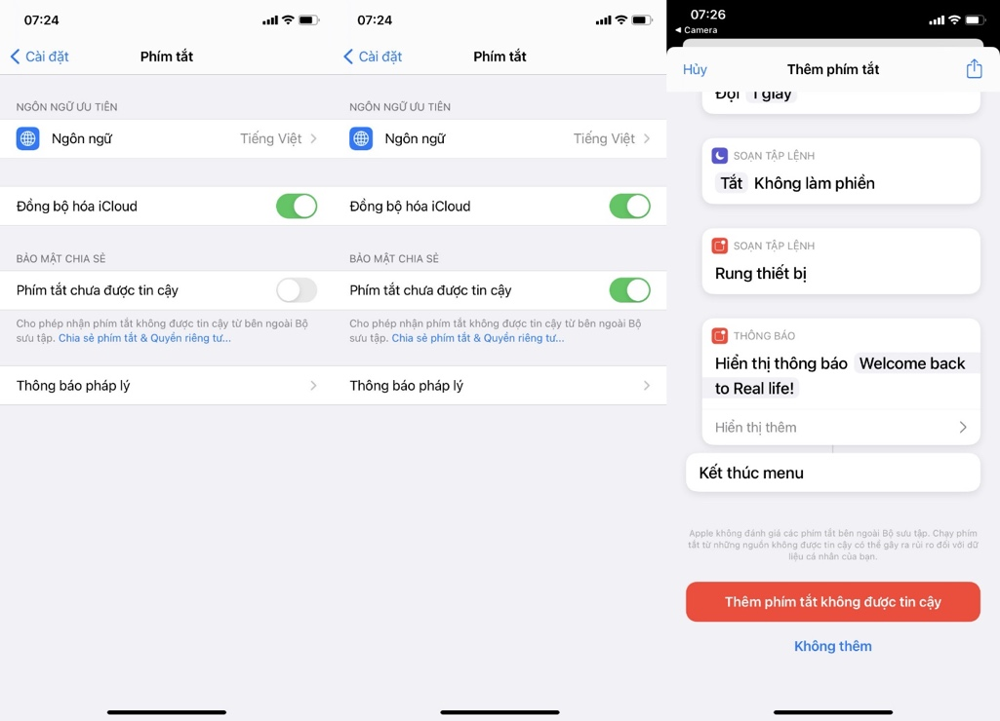 07:24
Cài đặt
Phím tắt
NGÔN NGỮ ƯU TIÊN
Ngôn ngữ
Tiếng Việt
Đồng bộ hóa iCloud
BẢO MẬT CHIA SẺ
Phím tắt chưa được tin cậy
Cho phép nhận phím tắt không được tin cậy từ bên ngoài Bộ
sưu tập. Chia sẻ phím tắt & Quyền riêng tư...
Thông báo pháp lý
07:24
Cài đặt
Phím tắt
NGÔN NGỮ ƯU TIÊN
Ngôn ngữ
Tiếng Việt
Đồng bộ hóa iCloud
BẢO MẬT CHIA SẺ
Phím tắt chưa được tin cậy
Cho phép nhận phím tắt không được tin cậy từ bên ngoài Bộ
sưu tập. Chia sẻ phím tắt & Quyền riêng tư...
Thông báo pháp lý
07:26
Camera
Hủy
Thêm phím tắt
Đợi 1 giây
SOẠN TẬP LỆNH
Tắt Không làm phiền
SOẠN TẬP LỆNH
Rung thiết bị
THÔNG BÁO
Hiển thị thông báo Welcome back
to Real life!
Hiển thị thêm
Kết thúc menu
Apple không đánh giá các phím tắt bên ngoài Bộ sưu tập. Chạy phím
tắt từ những nguồn không được tin cậy có thể gây ra rủi ro đối với dữ
liệu cá nhân của bạn.
Thêm phím tắt không được tin cậy
Không thêm